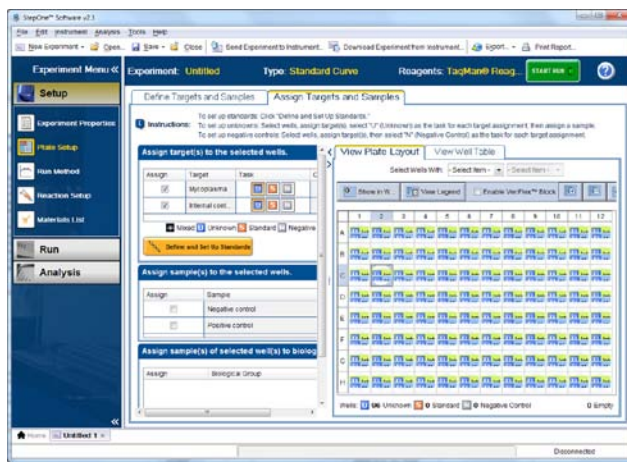 StepOne™ Software v2.1
File Edit Instrument Analysis Tools Help
New Experiment Open... Save Close Send Experiment to Instrument... Download Experiment from Instrument... Export... Print Report...
Experiment Menu «
Experiment: Untitled Type: Standard Curve Reagents: TaqMan® Reag... START RUN
Setup
Define Targets and Samples
Assign Targets and Samples
Experiment Properties
Plate Setup
Run Method
Reaction Setup
Materials List
Run
Analysis
Instructions:
To set up standards: Click "Define and Set Up Standards."
To set up unknowns: Select wells, assign target(s), select "U" (Unknown) as the task for each target assignment, then assign a sample.
To set up negative controls: Select wells, assign target(s), then select "N" (Negative Control) as the task for each target assignment.
Assign target(s) to the selected wells.
Assign Target Task
Mycoplasma U S N
Internal cont... U S N
Mixed U Unknown S Standard N Negative
Define and Set Up Standards
Assign sample(s) to the selected wells.
Assign Sample
Negative control
Positive control
Assign sample(s) of selected well(s) to biolog
Assign Biological Group
View Plate Layout
View Well Table
Select Wells With: - Select Item - - Select Item -
Show in W... View Legend Enable VeriFlex™ Block
1 2 3 4 5 6 7 8 9 10 11 12
A
B
C
D
E
F
G
H
Wells: U 96 Unknown S 0 Standard N 0 Negative Control 0 Empty
Home Untitled 1 ×
Disconnected